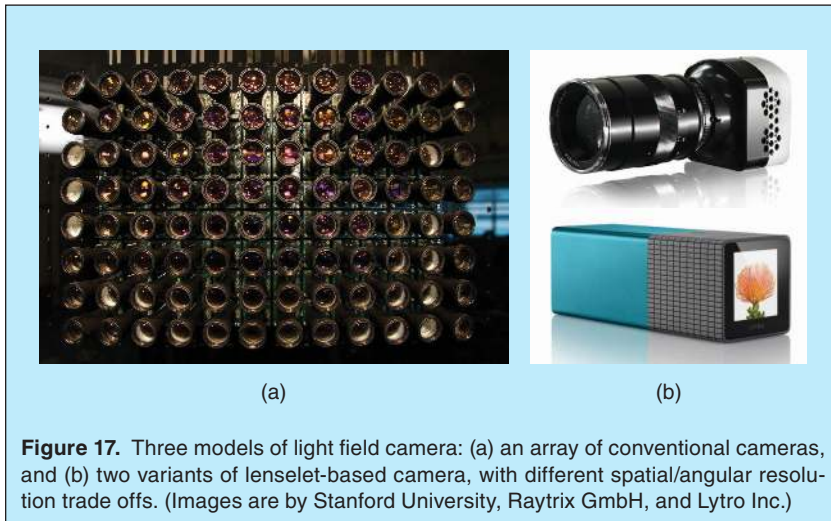 (a)
(b)
Figure 17. Three models of light field camera: (a) an array of conventional cameras,
and (b) two variants of lenselet-based camera, with different spatial/angular resolu-
tion trade offs. (Images are by Stanford University, Raytrix GmbH, and Lytro Inc.)